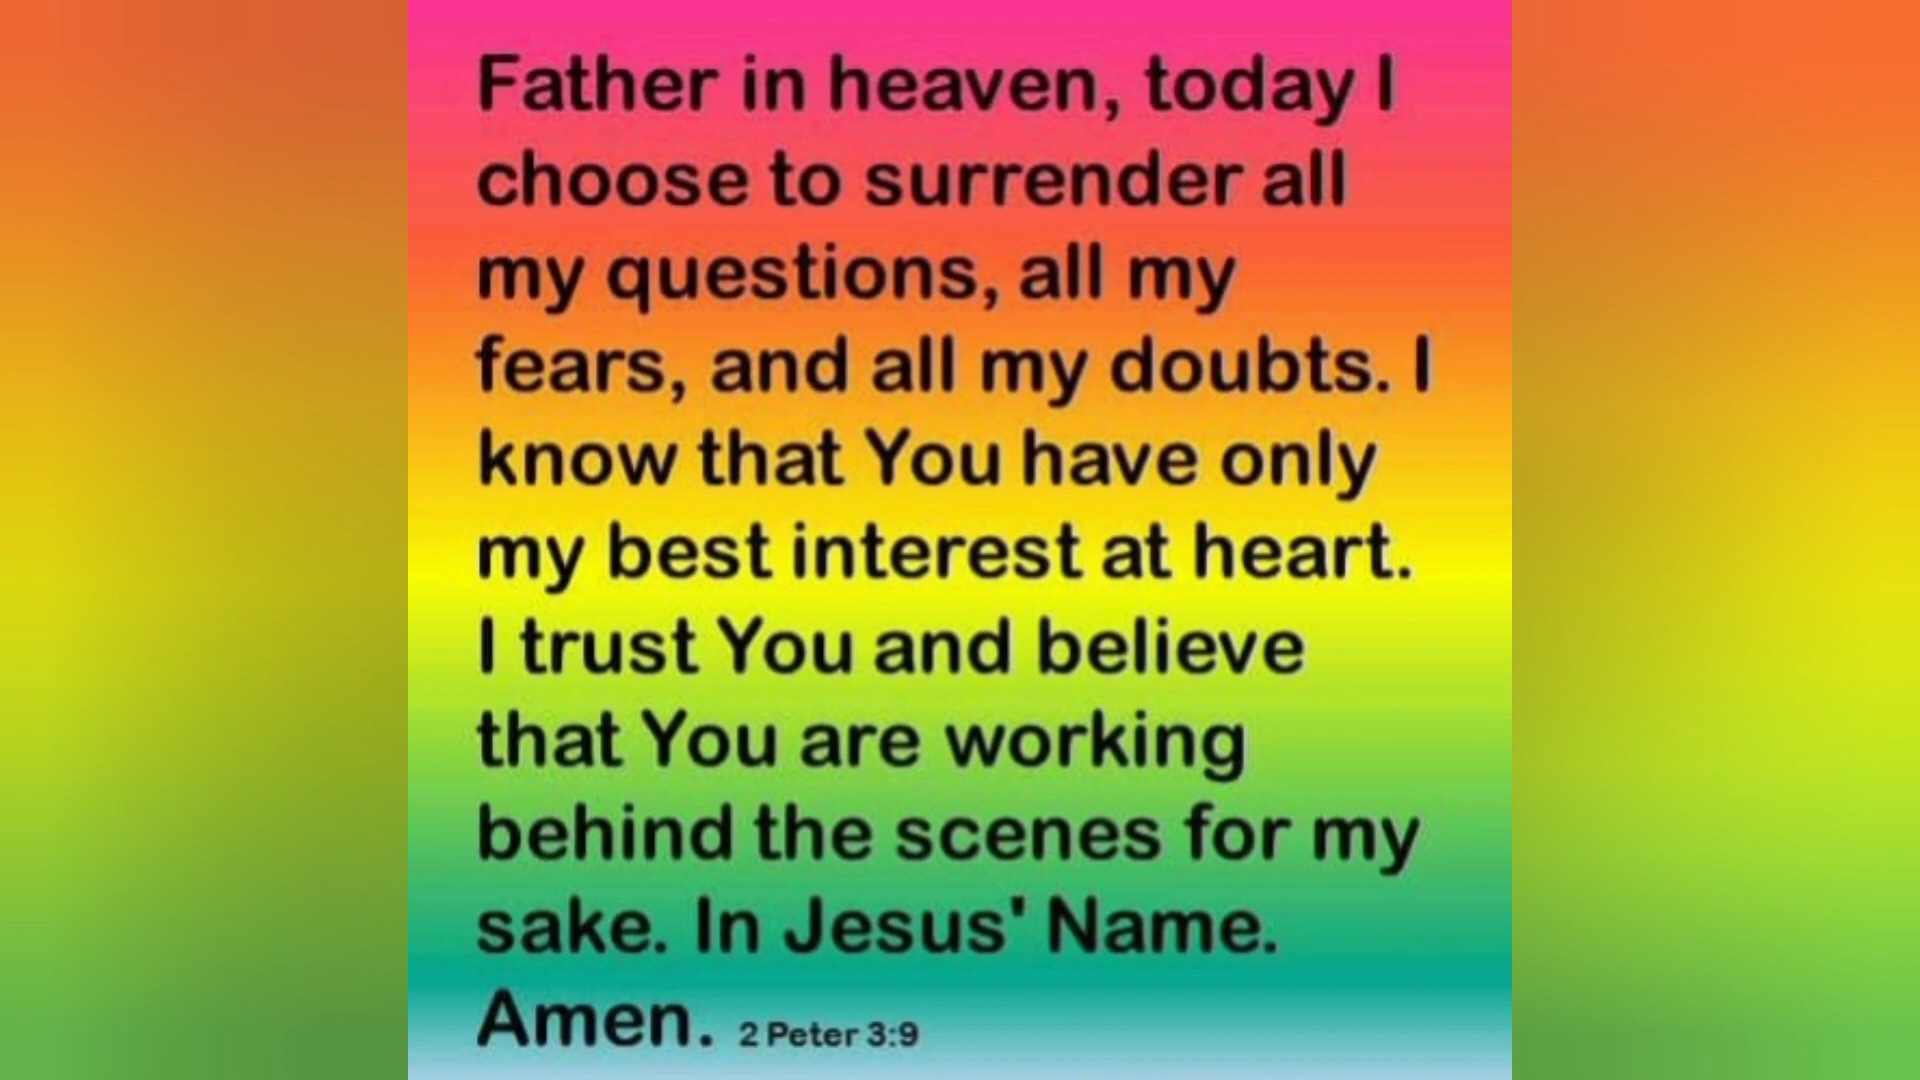 Father in heaven, today I
choose to surrender all
my questions, all my
fears, and all my doubts. I
know that You have only
my best interest at heart.
I trust You and believe
that You are working
behind the scenes for my
sake. In Jesus' Name.
Amen. 2 Peter 3:9